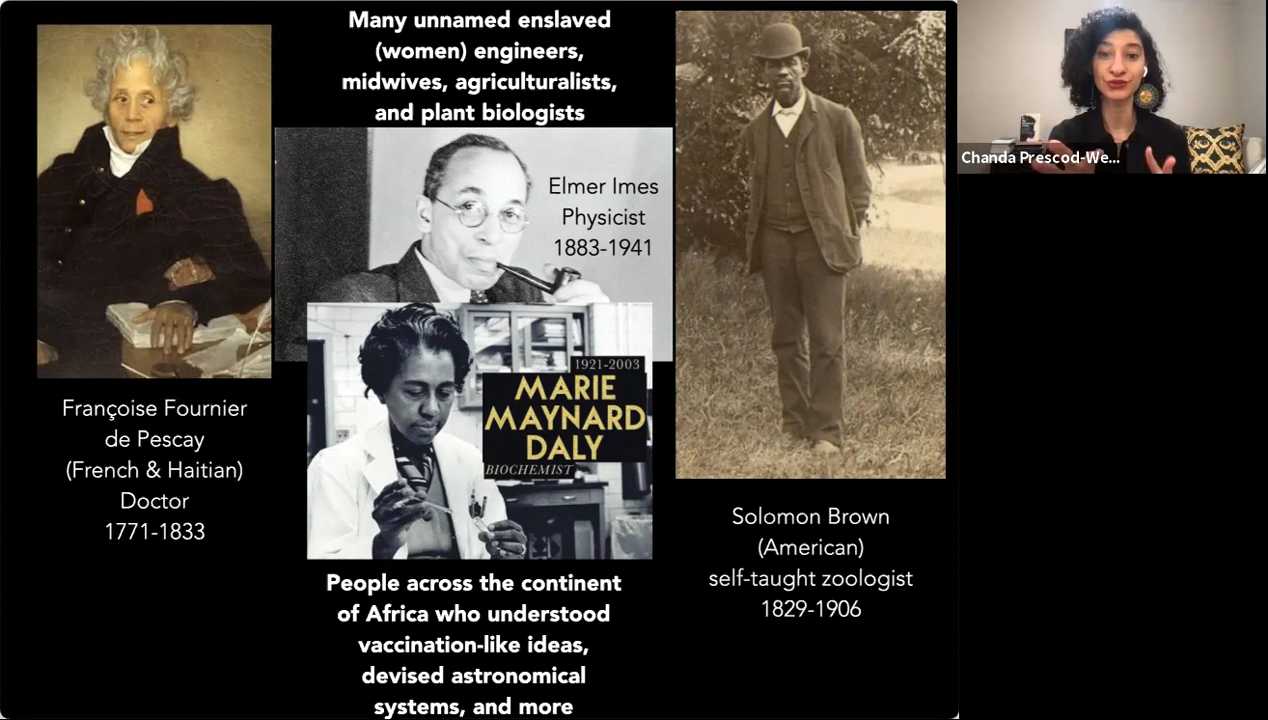 Many unnamed enslaved
(women) engineers,
midwives, agriculturalists,
and plant biologists
Elmer Imes
Physicist
1883-1941
1921-2003
MARIE
MAYNARD
DALY
BIOCHEMIST
Françoise Fournier
de Pescay
(French & Haitian)
Doctor
1771-1833
Solomon Brown
(American)
self-taught zoologist
1829-1906
People across the continent
of Africa who understood
vaccination-like ideas,
devised astronomical
systems, and more
Chanda Prescod-We...